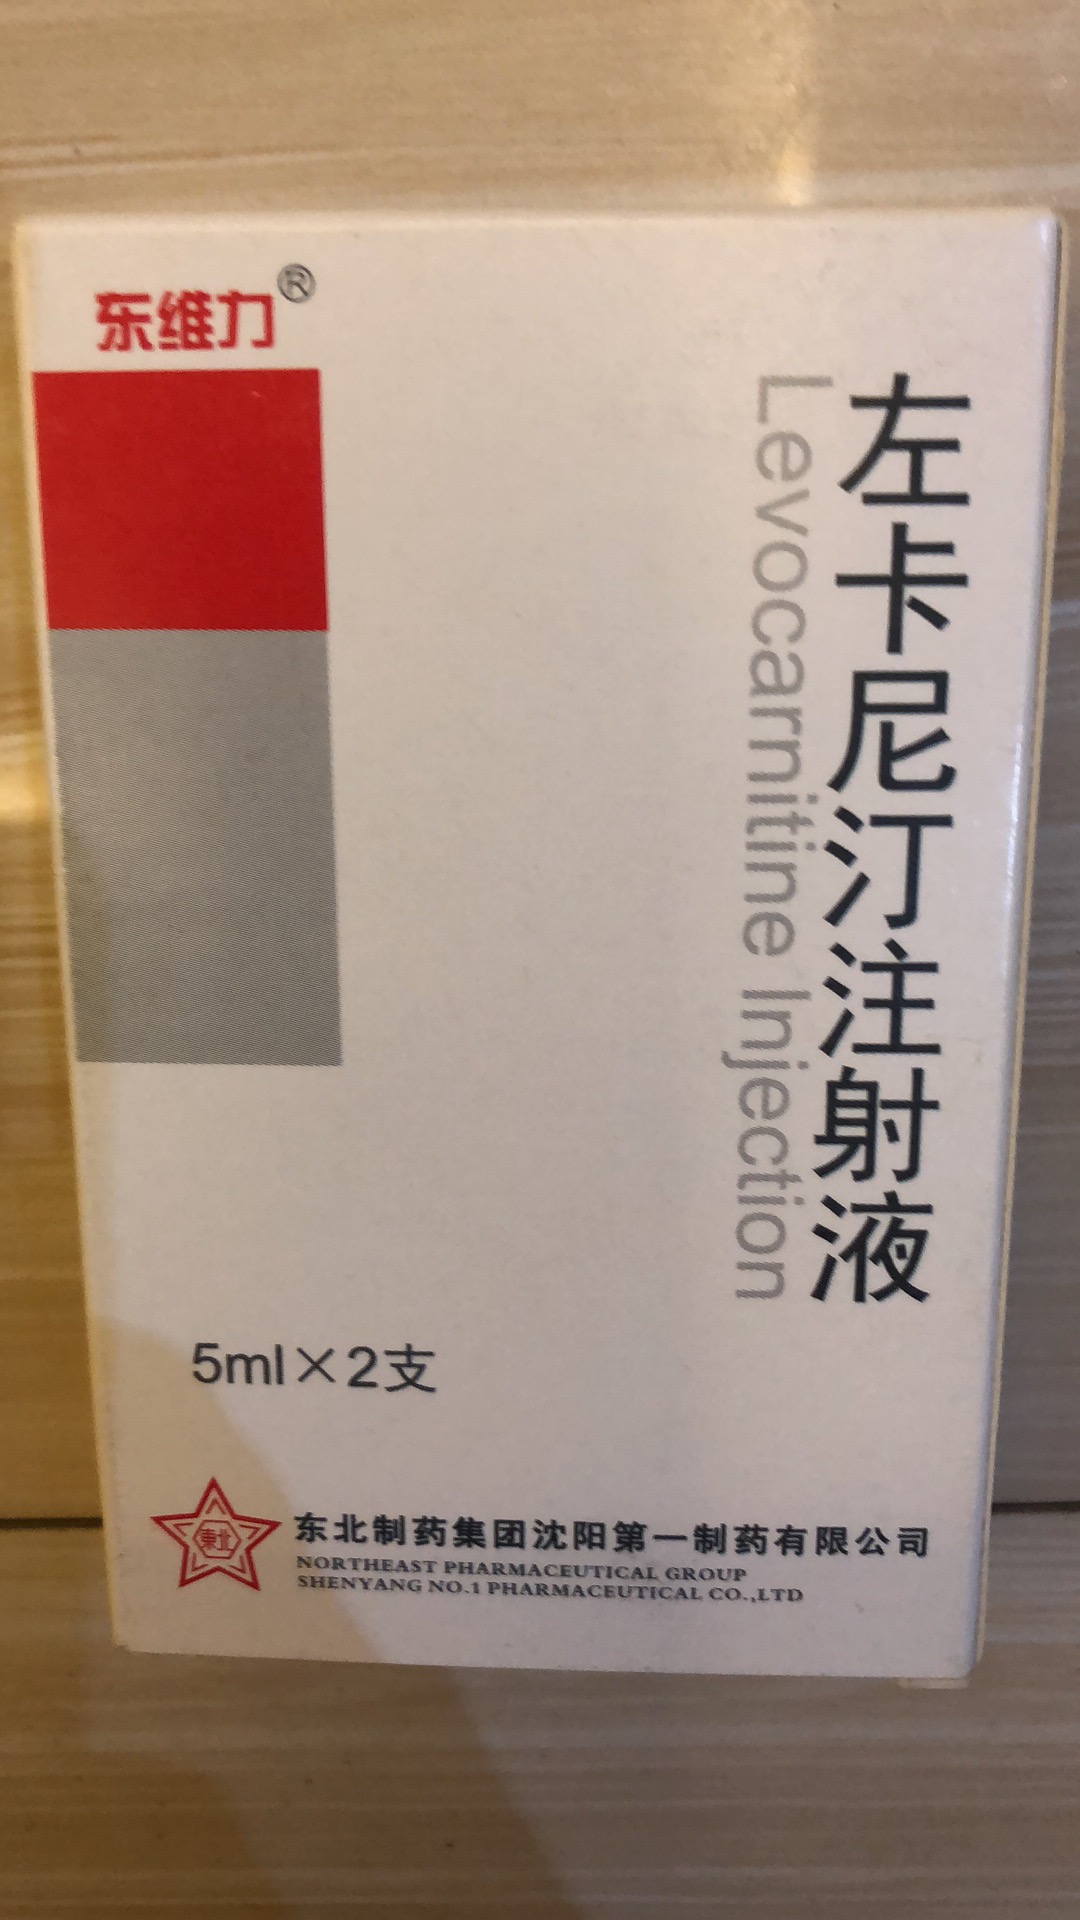 东维力®
左卡尼汀注射液
Levocarnitine Injection
5ml×2支
東北
东北制药集团沈阳第一制药有限公司
NORTHEAST PHARMACEUTICAL GROUP
SHENYANG NO.1 PHARMACEUTICAL CO.,LTD